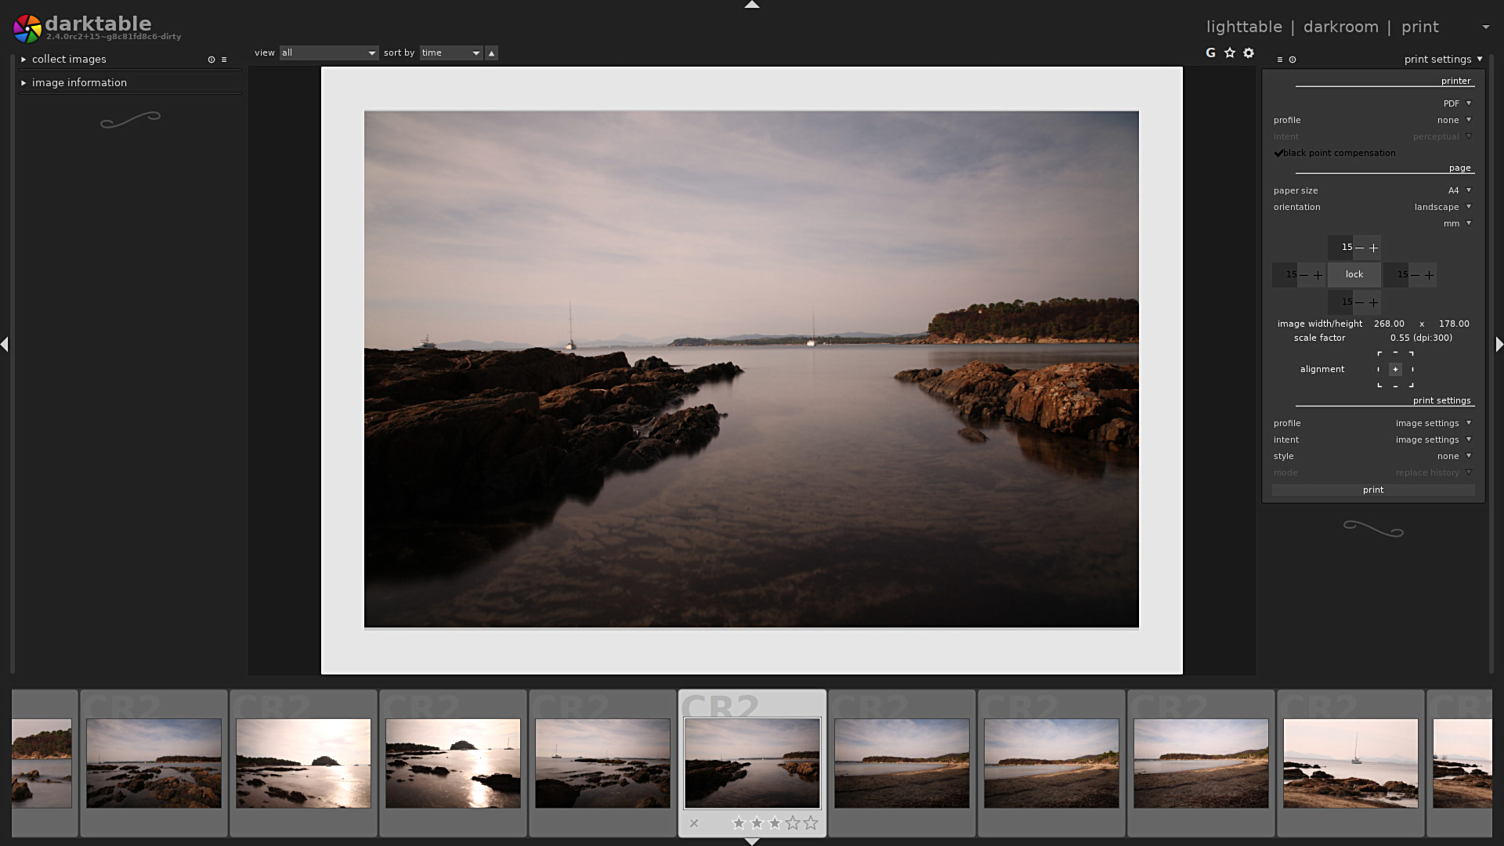 darktable
2.4.0rc2+15~g8c81fd8c6-dirty
lighttable | darkroom | print
view all sort by time
G
collect images
image information
print settings
printer
PDF
profile none
intent perceptual
black point compensation
page
paper size A4
orientation landscape
mm
15 − +
15 − + lock 15 − +
15 − +
image width/height 268.00 x 178.00
scale factor 0.55 (dpi:300)
alignment
print settings
profile image settings
intent image settings
style none
mode replace history
print
CR2 CR2 CR2 CR2 CR2 CR2 CR2 CR2 CR2 CR2